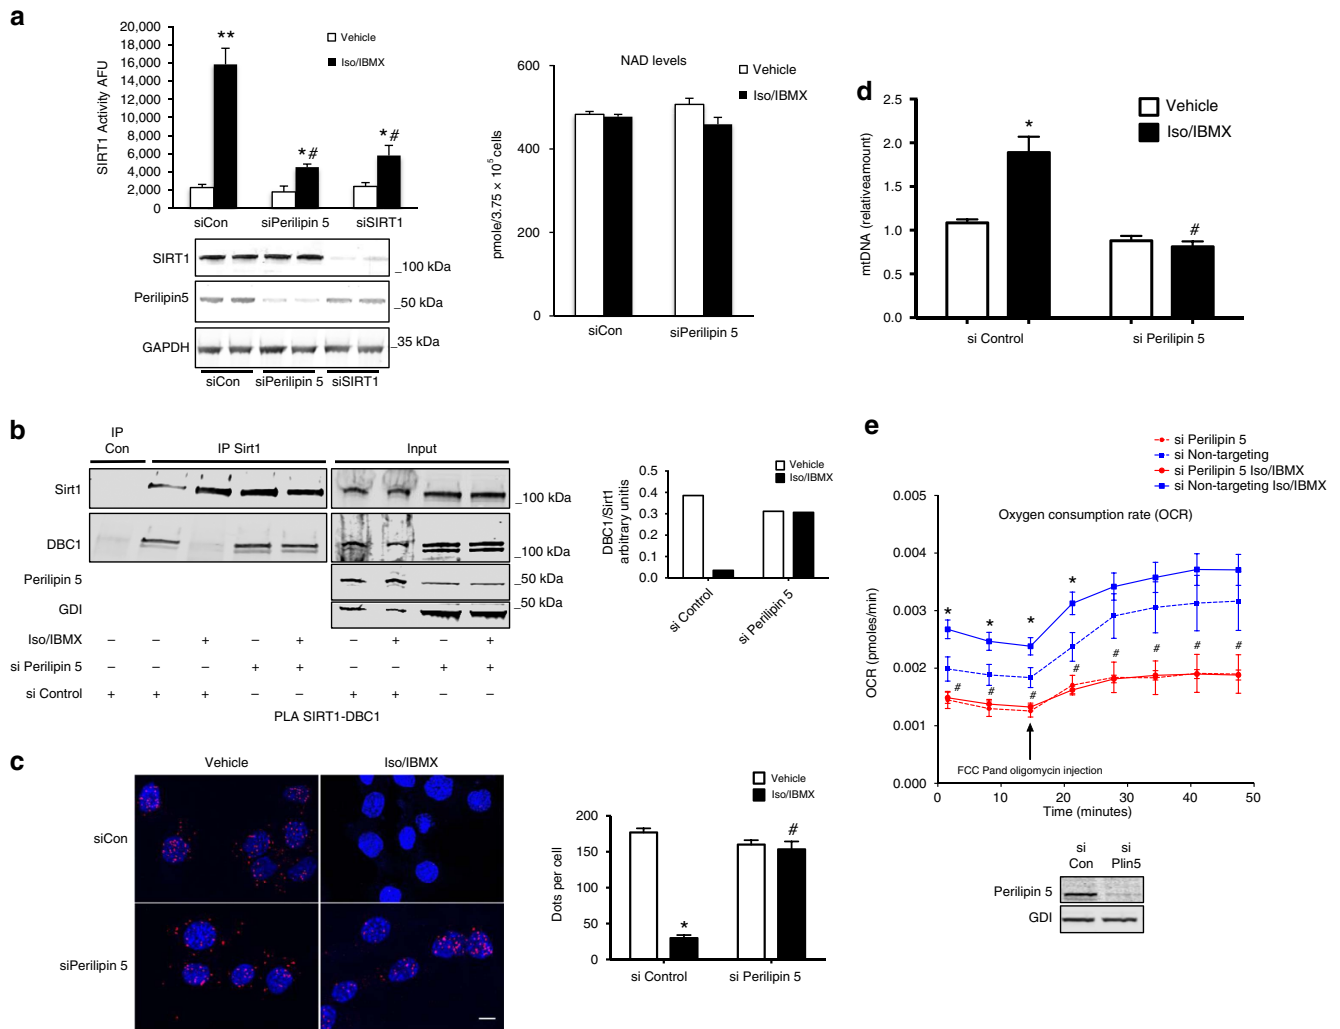 a
20,000
18,000
16,000
14,000
12,000
10,000
8,000
6,000
4,000
2,000
0
SIRT1 Activity AFU
**
*#
*#
Vehicle
Iso/IBMX
siCon
siPerilipin 5
siSIRT1
SIRT1
_100 kDa
Perilipin5
_50 kDa
GAPDH
_35 kDa
siCon
siPerilipin 5
siSIRT1
NAD levels
Vehicle
Iso/IBMX
600
400
200
0
pmole/3.75 × 10⁵ cells
siCon
siPerilipin 5
d
Vehicle
Iso/IBMX
2.5
2.0
1.5
1.0
0.5
0.0
mtDNA (relativeamount)
*
#
si Control
si Perilipin 5
b
IP
Con
IP Sirt1
Input
Sirt1
_100 kDa
DBC1
_100 kDa
Perilipin 5
_50 kDa
GDI
_50 kDa
Iso/IBMX – – + – + – + – +
si Perilipin 5 – – – + + – – + +
si Control + + + – – + + – –
Vehicle
Iso/IBMX
0.5
0.4
0.3
0.2
0.1
0.0
DBC1/Sirt1
arbitrary unitis
si Control
si Perilipin 5
PLA SIRT1-DBC1
c
Vehicle
Iso/IBMX
siCon
siPerilipin 5
Vehicle
Iso/IBMX
200
150
100
50
0
Dots per cell
*
#
si Control
si Perilipin 5
e
si Perilipin 5
si Non-targeting
si Perilipin 5 Iso/IBMX
si Non-targeting Iso/IBMX
Oxygen consumption rate (OCR)
0.005
0.004
0.003
0.002
0.001
0.000
OCR (pmoles/min)
* * * *
# # # # # # # #
FCC Pand oligomycin injection
0 10 20 30 40 50
Time (minutes)
si
Con
si
Plin5
Perilipin 5
GDI